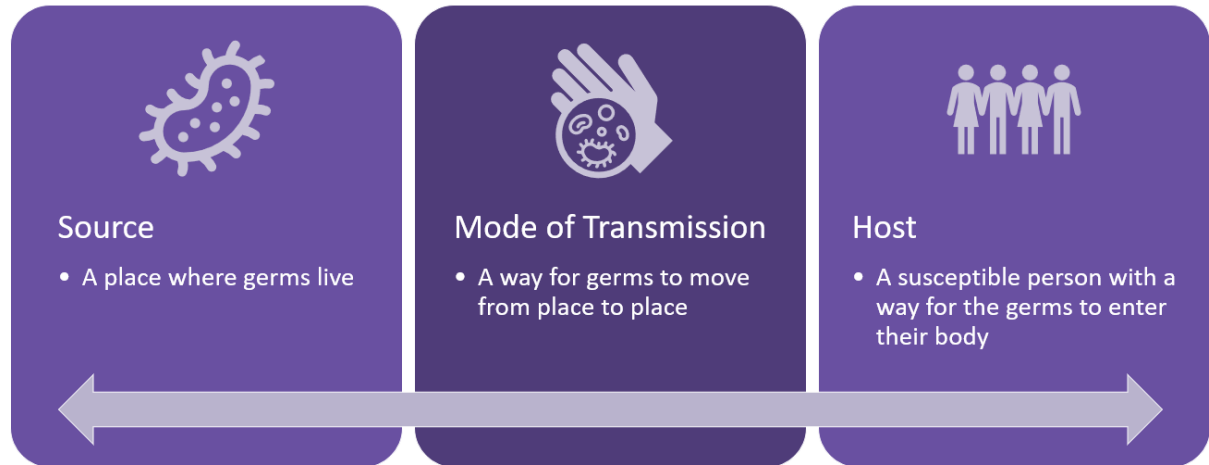 Source
• A place where germs live
Mode of Transmission
• A way for germs to move
from place to place
Host
• A susceptible person with a
way for the germs to enter
their body